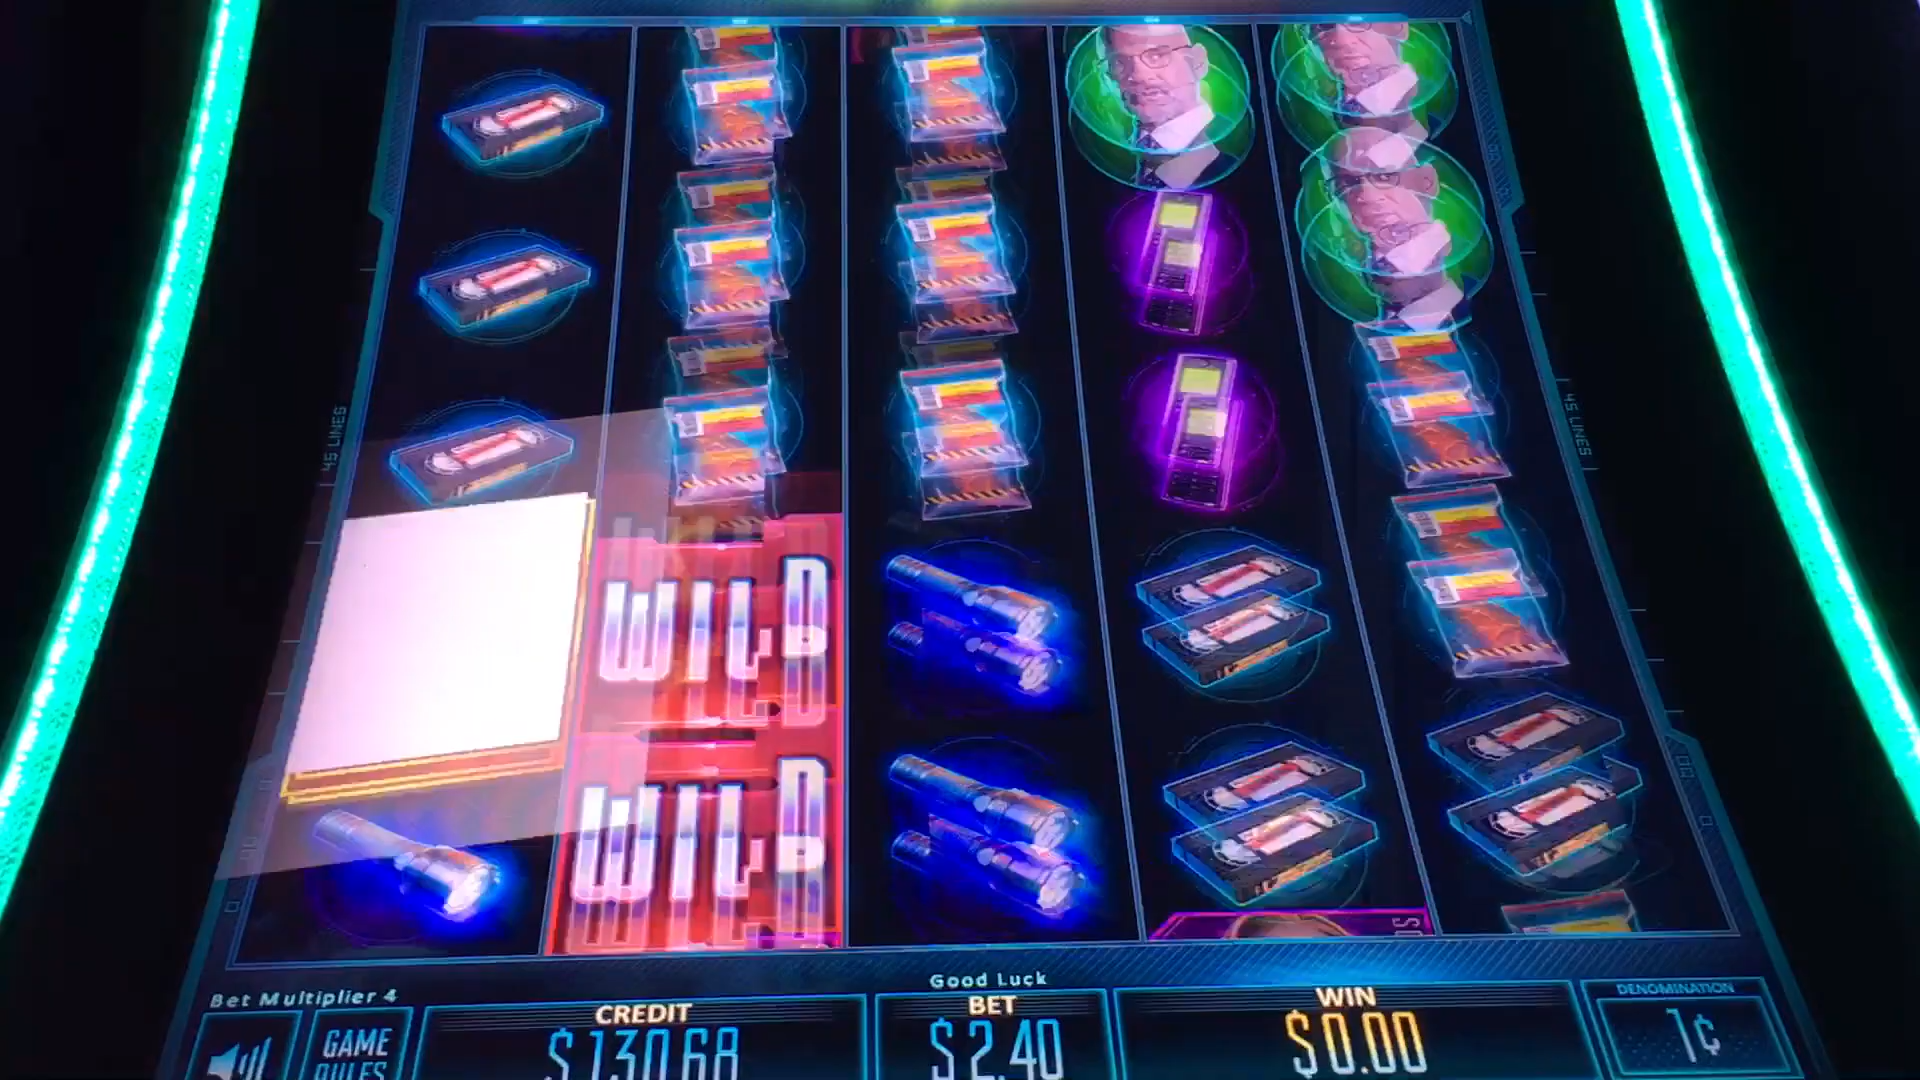 45 LINES
45 LINES
WILD
WILD
Good Luck
Bet Multiplier 4
GAME
RULES
CREDIT
$130.68
BET
$2.40
WIN
$0.00
DENOMINATION
1¢